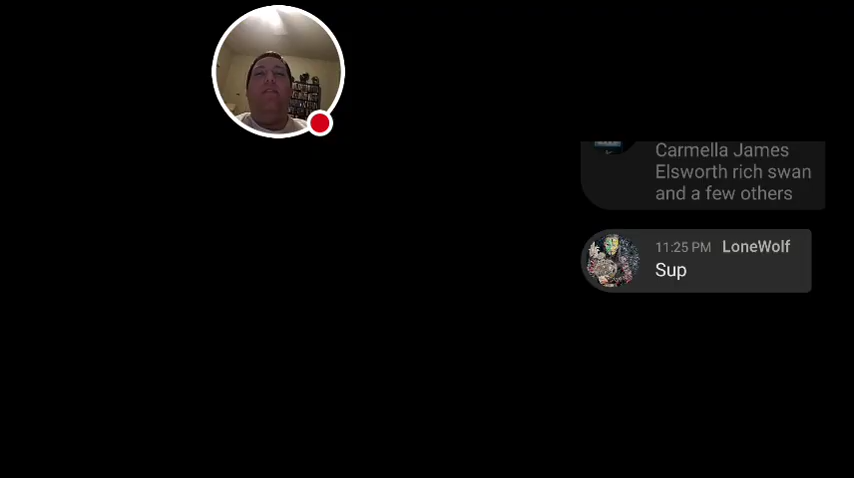 Carmella James
Elsworth rich swan
and a few others
11:25 PM LoneWolf
Sup